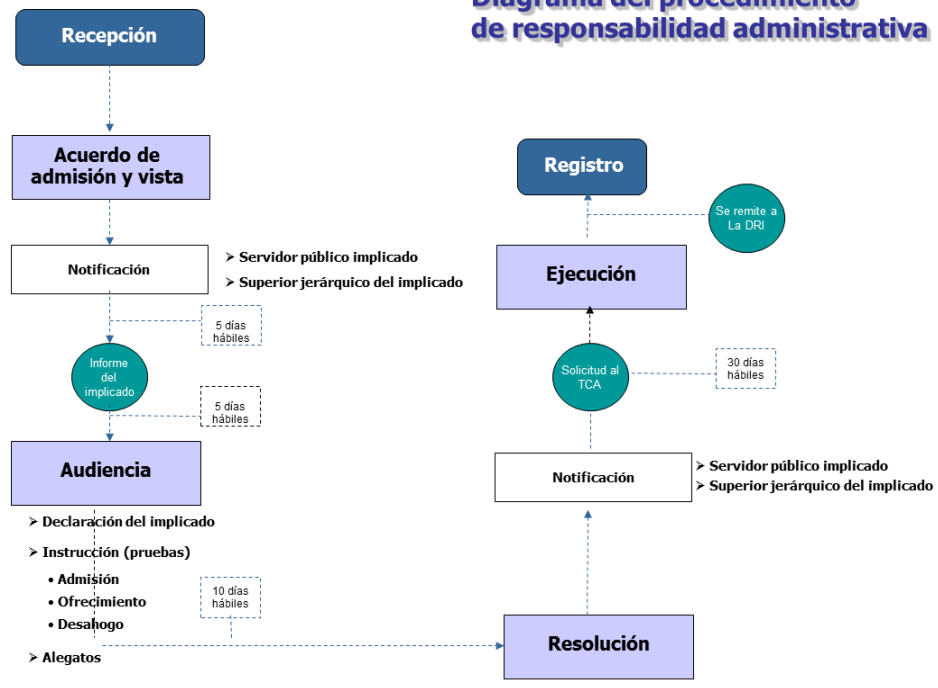 Diagrama del procedimiento
de responsabilidad administrativa
Recepción
Acuerdo de
admisión y vista
Notificación
➢ Servidor público implicado
➢ Superior jerárquico del implicado
5 días
hábiles
Informe
del
implicado
5 días
hábiles
Audiencia
➢ Declaración del implicado
➢ Instrucción (pruebas)
• Admisión
• Ofrecimiento
• Desahogo
➢ Alegatos
10 días
hábiles
Resolución
Notificación
➢ Servidor público implicado
➢ Superior jerárquico del implicado
Solicitud al
TCA
30 días
hábiles
Ejecución
Se remite a
La DRI
Registro